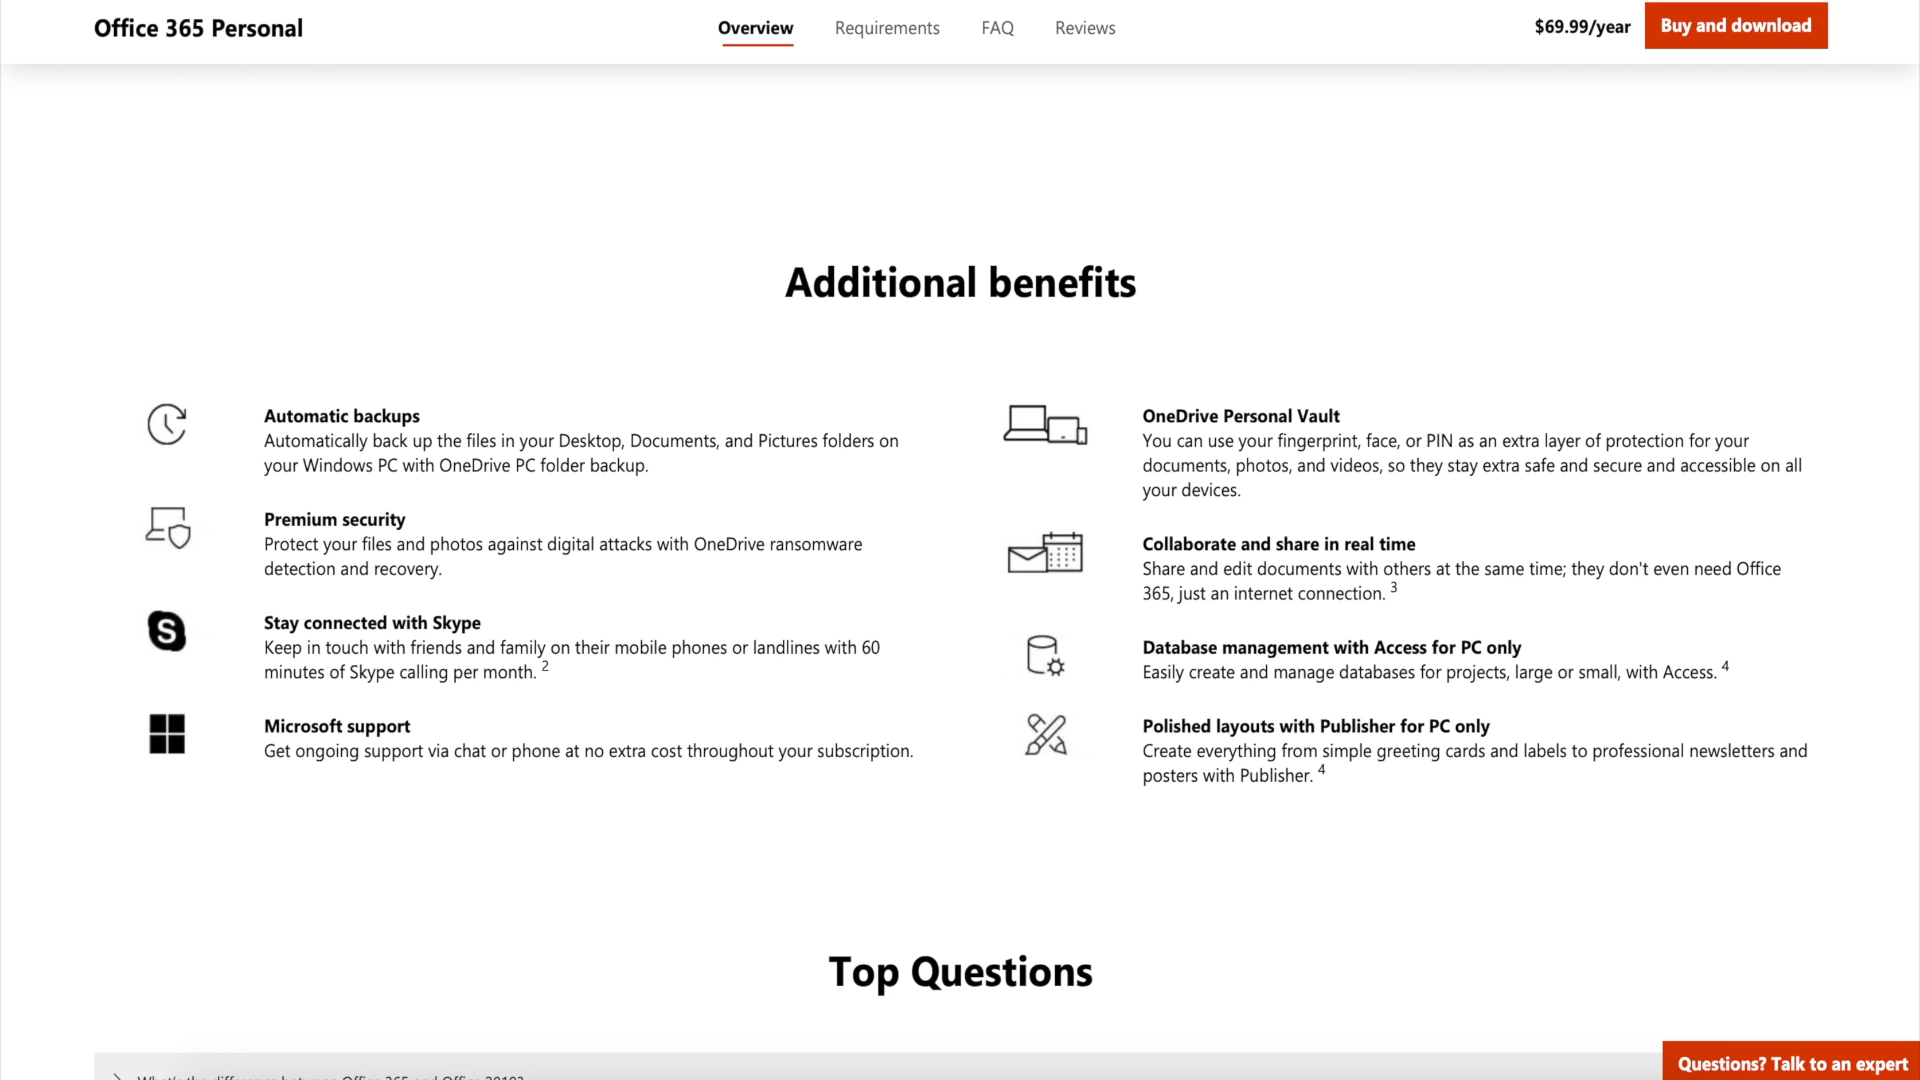 Office 365 Personal
Overview
Requirements
FAQ
Reviews
$69.99/year
Buy and download
Additional benefits
Automatic backups
Automatically back up the files in your Desktop, Documents, and Pictures folders on
your Windows PC with OneDrive PC folder backup.
Premium security
Protect your files and photos against digital attacks with OneDrive ransomware
detection and recovery.
Stay connected with Skype
Keep in touch with friends and family on their mobile phones or landlines with 60
minutes of Skype calling per month. 2
Microsoft support
Get ongoing support via chat or phone at no extra cost throughout your subscription.
OneDrive Personal Vault
You can use your fingerprint, face, or PIN as an extra layer of protection for your
documents, photos, and videos, so they stay extra safe and secure and accessible on all
your devices.
Collaborate and share in real time
Share and edit documents with others at the same time; they don't even need Office
365, just an internet connection. 3
Database management with Access for PC only
Easily create and manage databases for projects, large or small, with Access. 4
Polished layouts with Publisher for PC only
Create everything from simple greeting cards and labels to professional newsletters and
posters with Publisher. 4
Top Questions
What's the difference between Office 365 and Office 2019?
Questions? Talk to an expert